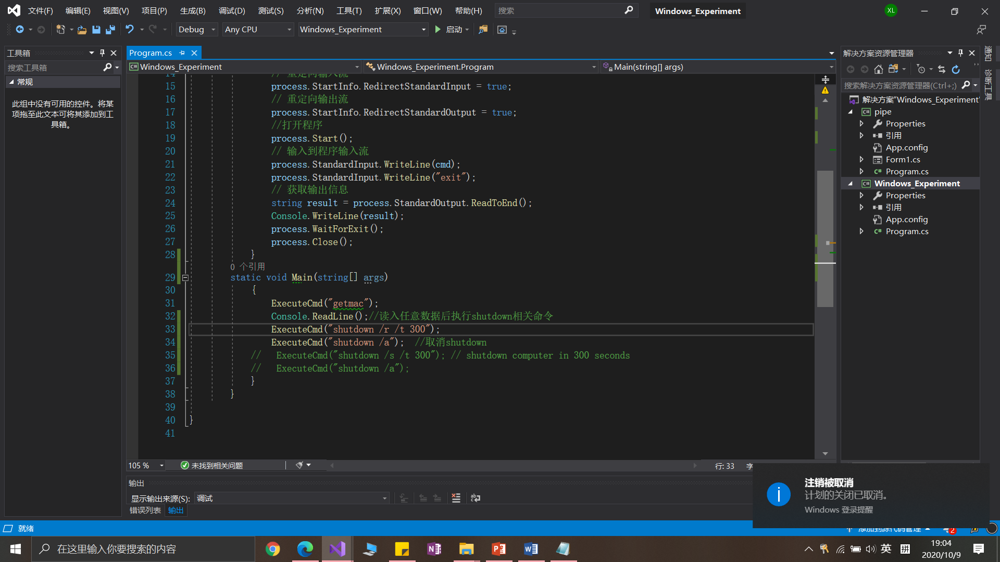 文件(F) 编辑(E) 视图(V) 项目(P) 生成(B) 调试(D) 测试(S) 分析(N) 工具(T) 扩展(X) 窗口(W) 帮助(H) 搜索 Windows_Experiment XL
Debug Any CPU Windows_Experiment 启动
工具箱
搜索工具箱
常规
此组中没有可用的控件。将某
项拖至此文本可将其添加到工
具箱。
Program.cs
Windows_Experiment Windows_Experiment.Program Main(string[] args)
14 // 重定向输入流
15 process.StartInfo.RedirectStandardInput = true;
16 // 重定向输出流
17 process.StartInfo.RedirectStandardOutput = true;
18 //打开程序
19 process.Start();
20 // 输入到程序输入流
21 process.StandardInput.WriteLine(cmd);
22 process.StandardInput.WriteLine("exit");
23 // 获取输出信息
24 string result = process.StandardOutput.ReadToEnd();
25 Console.WriteLine(result);
26 process.WaitForExit();
27 process.Close();
28 }
0 个引用
29 static void Main(string[] args)
30 {
31 ExecuteCmd("getmac");
32 Console.ReadLine();//读入任意数据后执行shutdown相关命令
33 ExecuteCmd("shutdown /r /t 300");
34 ExecuteCmd("shutdown /a"); //取消shutdown
35 // ExecuteCmd("shutdown /s /t 300"); // shutdown computer in 300 seconds
36 // ExecuteCmd("shutdown /a");
37 }
38 }
39
40 }
41
105 % 未找到相关问题 行: 33 字
输出
显示输出来源(S): 调试
错误列表 输出
解决方案资源管理器
搜索解决方案资源管理器(Ctrl+;)
解决方案"Windows_Experiment"
C# pipe
Properties
引用
App.config
Form1.cs
C# Program.cs
C# Windows_Experiment
Properties
引用
App.config
C# Program.cs
通知
诊断工具
注销被取消
计划的关闭已取消。
Windows 登录提醒
就绪 添加到源代码管理 2
在这里输入你要搜索的内容
英 拼
19:04
2020/10/9